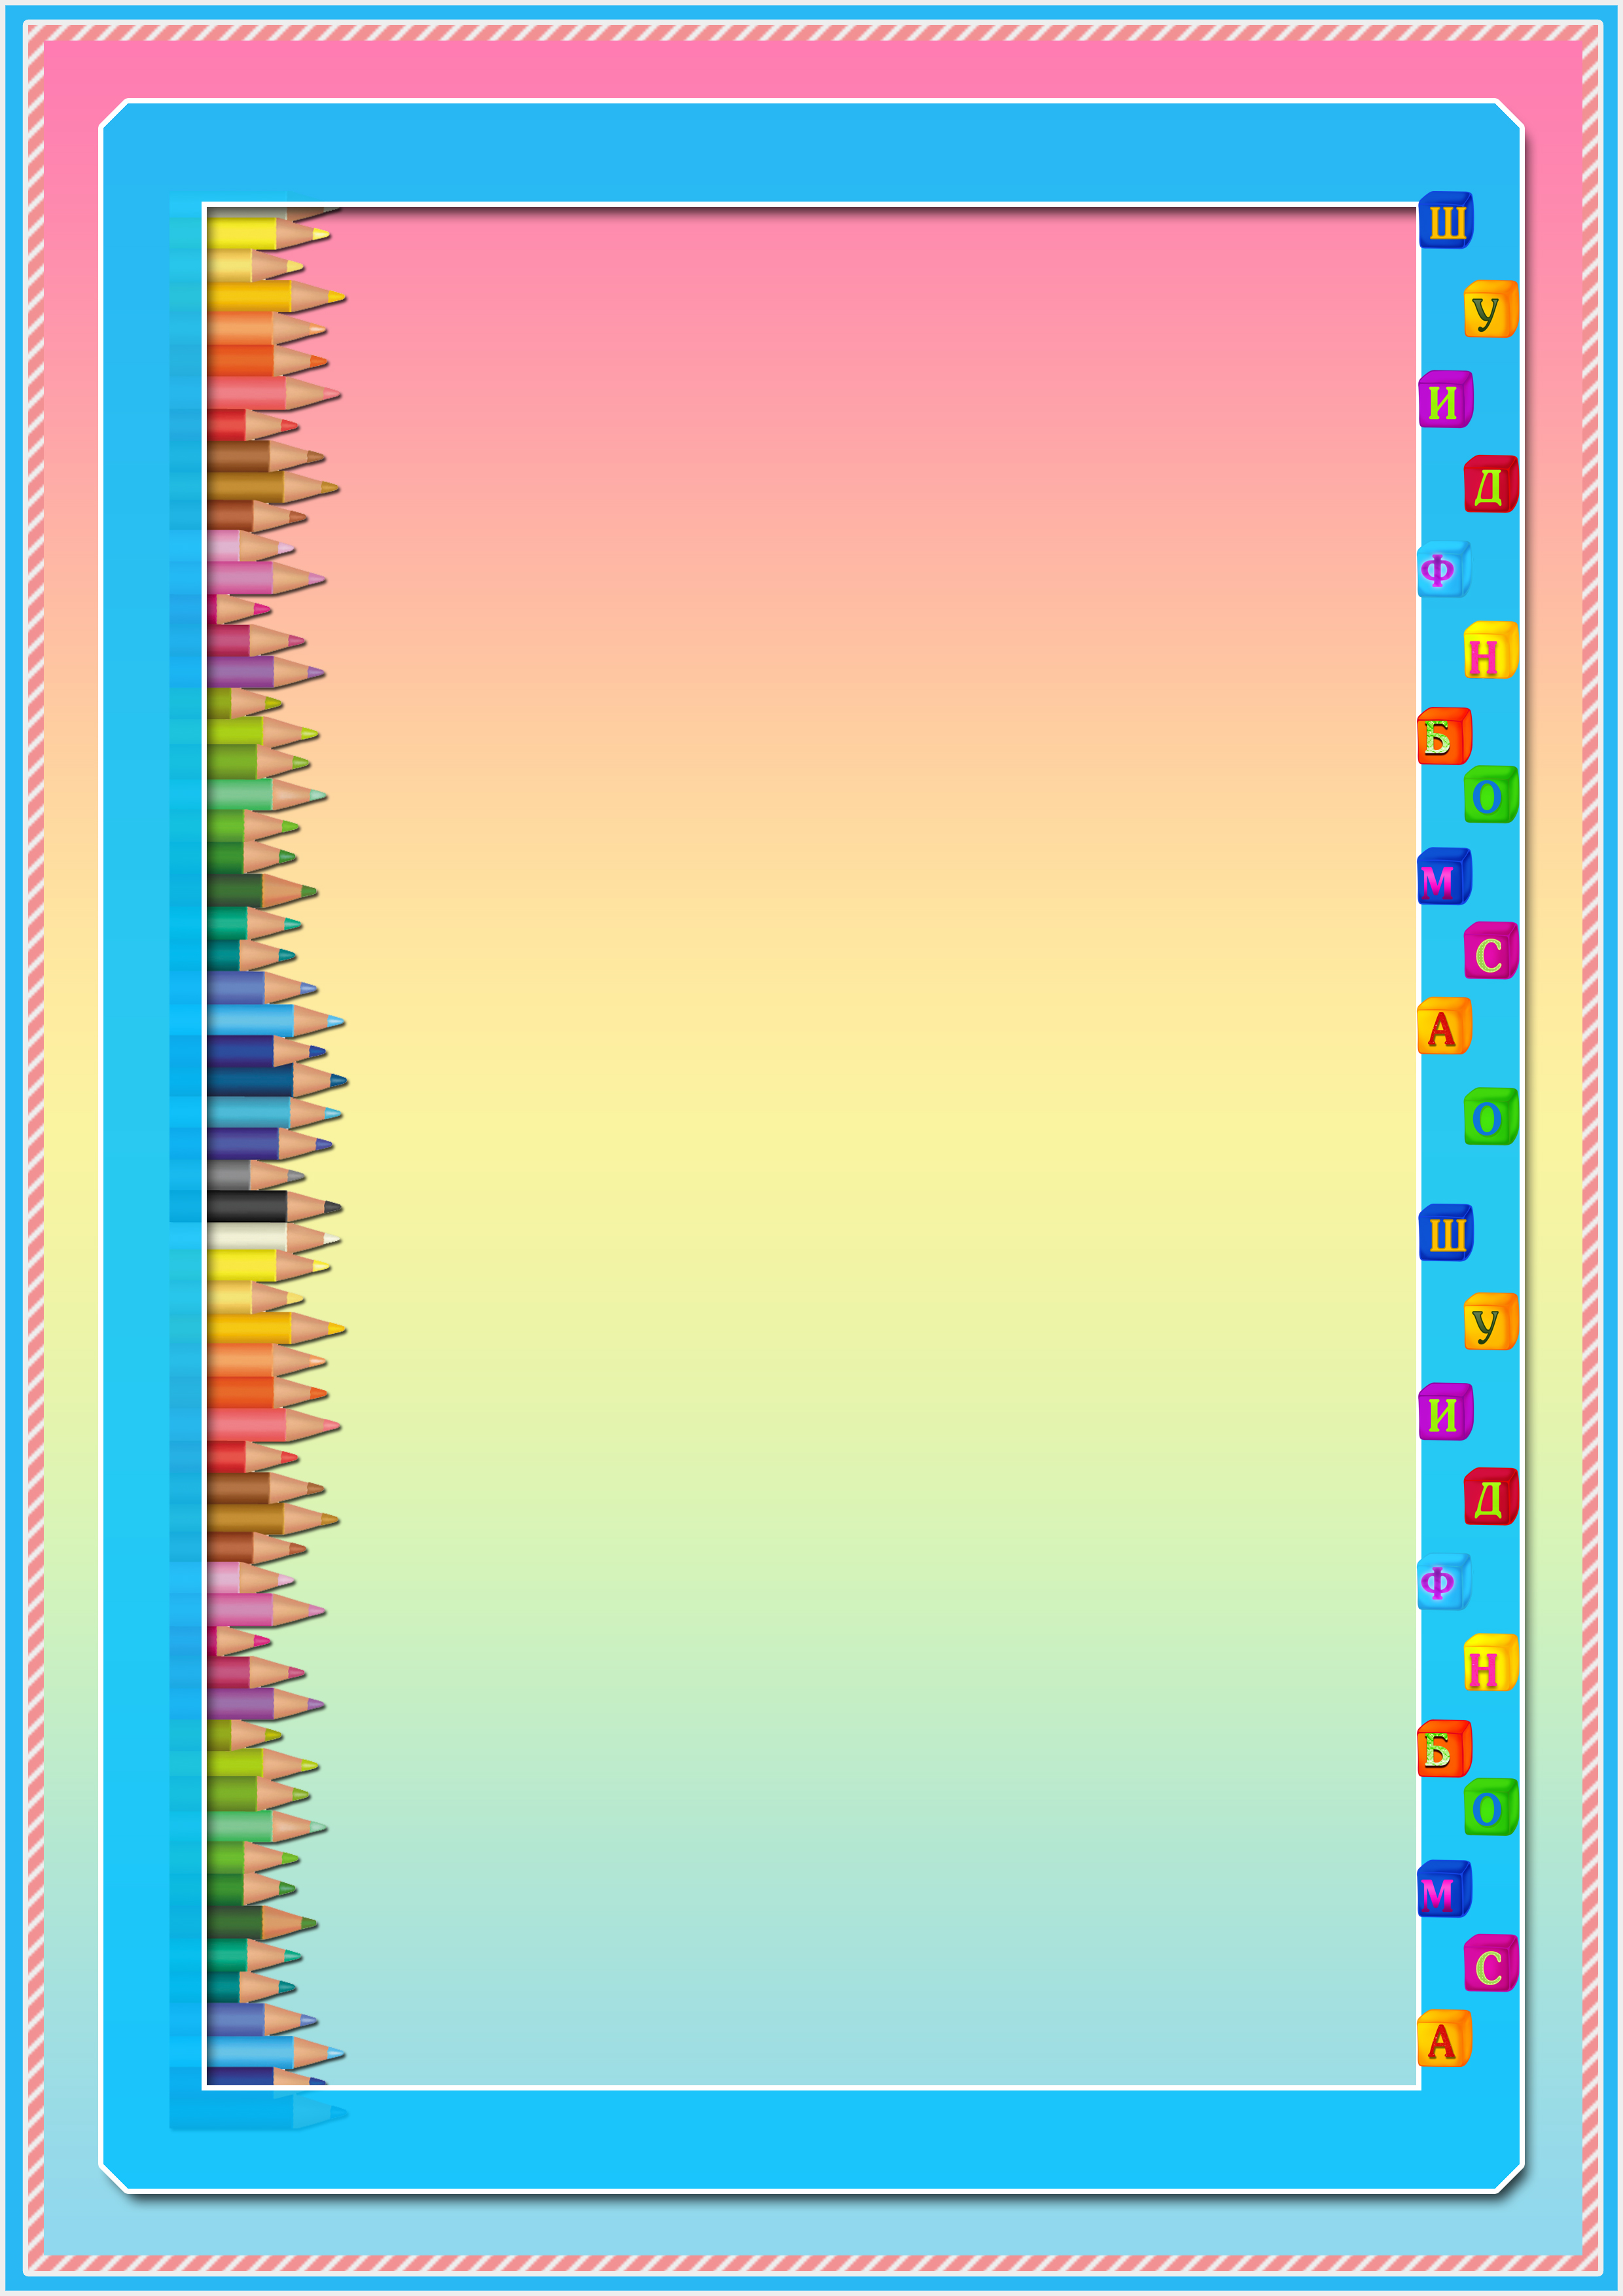 Ш
У
И
Д
Ф
Н
Б
О
М
С
А
О
Ш
У
И
Д
Ф
Н
Б
О
М
С
А